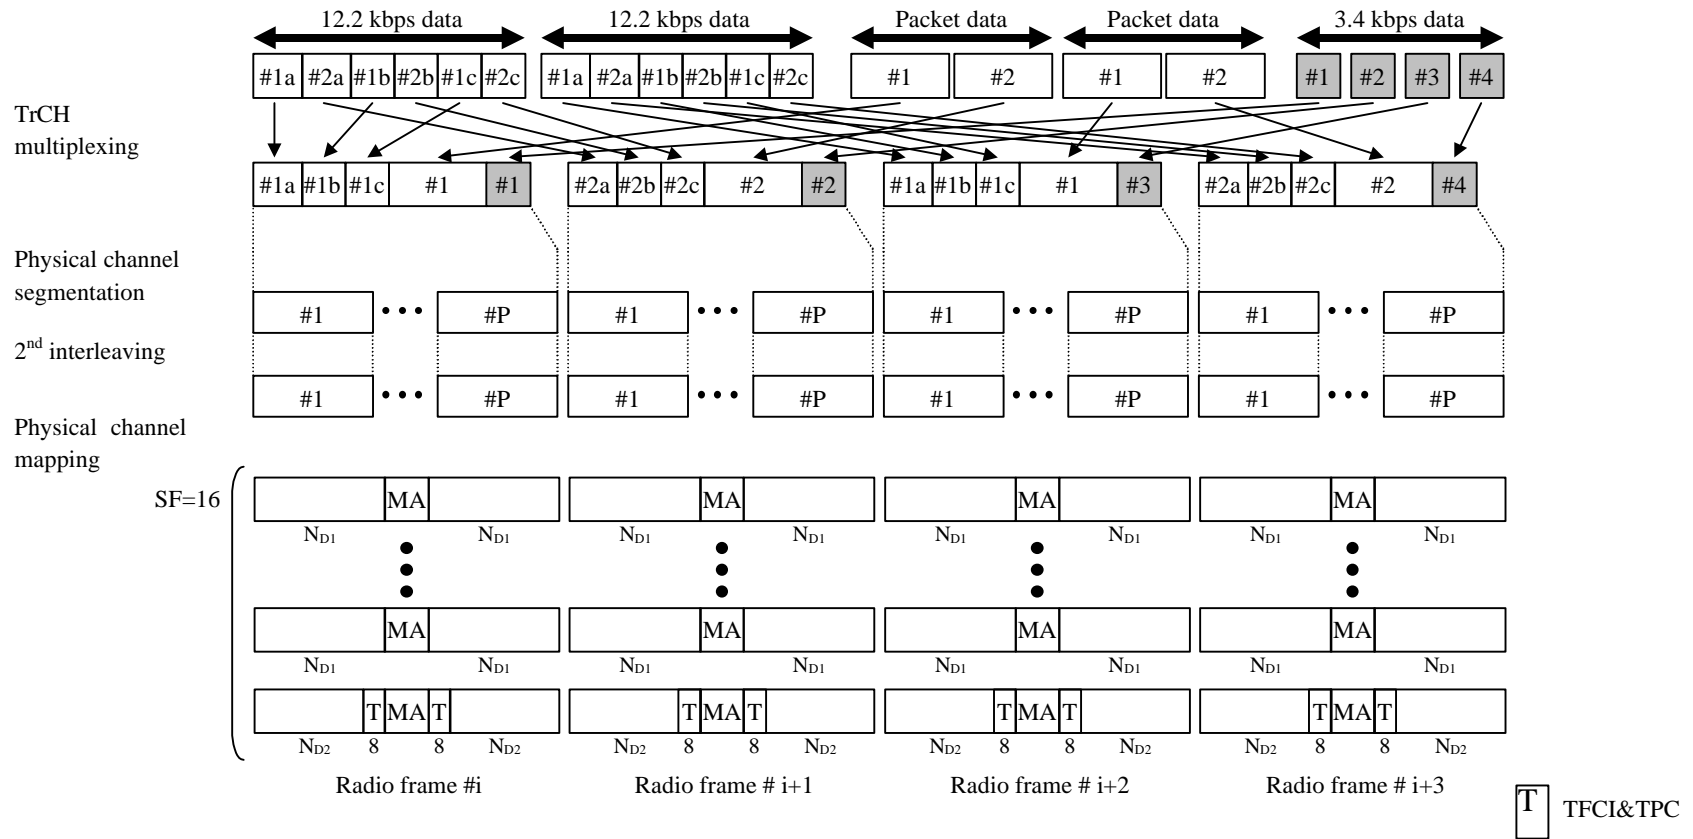 12.2 kbps data 12.2 kbps data Packet data Packet data 3.4 kbps data
#1a #2a #1b #2b #1c #2c #1a #2a #1b #2b #1c #2c #1 #2 #1 #2 #1 #2 #3 #4
TrCH
multiplexing
#1a #1b #1c #1 #1 #2a #2b #2c #2 #2 #1a #1b #1c #1 #3 #2a #2b #2c #2 #4
Physical channel
segmentation
#1 #P #1 #P #1 #P #1 #P
2nd interleaving
#1 #P #1 #P #1 #P #1 #P
Physical channel
mapping
SF=16 MA MA MA MA
ND1 ND1 ND1 ND1 ND1 ND1 ND1 ND1
MA MA MA MA
ND1 ND1 ND1 ND1 ND1 ND1 ND1 ND1
T MA T T MA T T MA T T MA T
ND2 8 8 ND2 ND2 8 8 ND2 ND2 8 8 ND2 ND2 8 8 ND2
Radio frame #i Radio frame # i+1 Radio frame # i+2 Radio frame # i+3
T TFCI&TPC